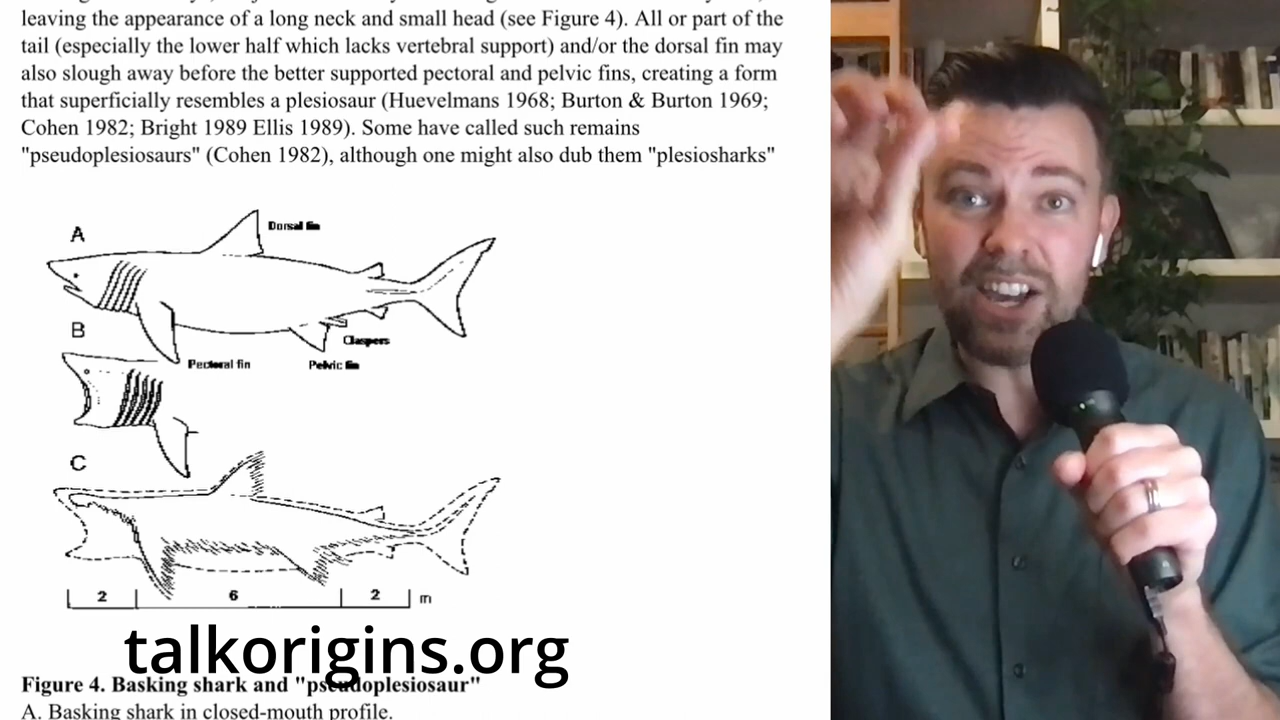 leaving the appearance of a long neck and small head (see Figure 4). All or part of the
tail (especially the lower half which lacks vertebral support) and/or the dorsal fin may
also slough away before the better supported pectoral and pelvic fins, creating a form
that superficially resembles a plesiosaur (Huevelmans 1968; Burton & Burton 1969;
Cohen 1982; Bright 1989 Ellis 1989). Some have called such remains
"pseudoplesiosaurs" (Cohen 1982), although one might also dub them "plesiosharks"
A
Dorsal fin
B
Claspers
Pectoral fin
Pelvic fin
C
2 6 2 m
talkorigins.org
Figure 4. Basking shark and "pseudoplesiosaur"
A. Basking shark in closed-mouth profile.